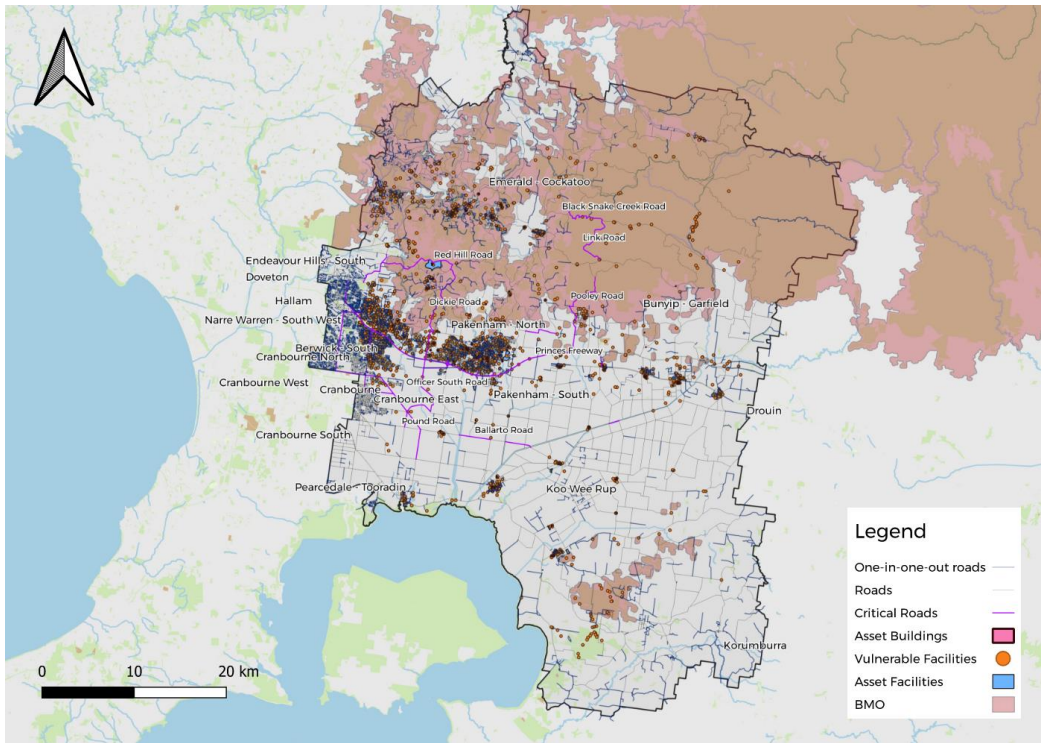 Emerald - Cockatoo
Black Snake Creek Road
Link Road
Red Hill Road
Endeavour Hills - South
Doveton
Hallam
Dickie Road
Pooley Road
Bunyip - Garfield
Narre Warren - South West
Pakenham - North
Berwick - South
Princes Freeway
Cranbourne North
Cranbourne West
Cranbourne
Officer South Road
Cranbourne East
Pakenham - South
Drouin
Pound Road
Ballarto Road
Cranbourne South
Pearcedale - Tooradin
Koo Wee Rup
Korumburra
0 10 20 km
Legend
One-in-one-out roads
Roads
Critical Roads
Asset Buildings
Vulnerable Facilities
Asset Facilities
BMO